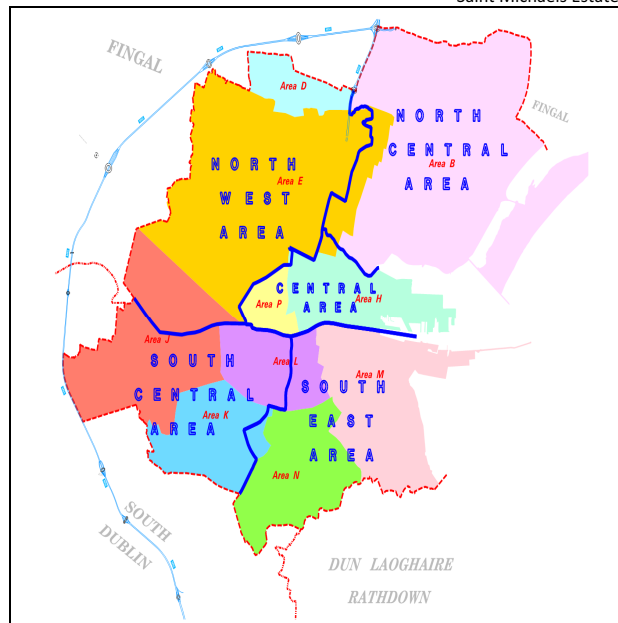 Saint Michaels Estate
FINGAL
Area D
NORTH
CENTRAL
Area B
AREA
FINGAL
NORTH
Area E
WEST
AREA
CENTRAL
Area P
AREA
Area H
Area J
SOUTH
CENTRAL
Area K
AREA
Area L
Area M
SOUTH
EAST
AREA
Area N
SOUTH
DUBLIN
DUN LAOGHAIRE
RATHDOWN